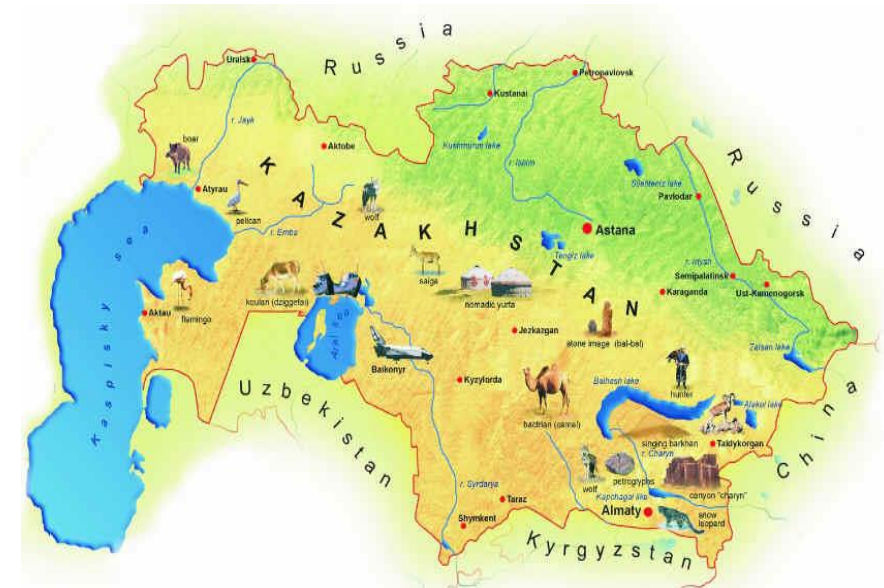 Russia
Uralsk
Petropavlovsk
Kustanai
r. Jayk
boar
Aktobe
Kushmurun lake
r. Ishim
Russia
KAZAKHSTAN
Atyrau
pelican
wolf
Pavlodar
r. Emba
Astana
Tengiz lake
Kaspisky sea
saiga
r. Irtysh
Semipalatinsk
koulan (dziggetai)
nomadic yurta
Karaganda
Ust-Kamenogorsk
flamingo
Aktau
Aral sea
Jezkazgan
stone image (bal-bal)
Zaisan lake
Baikonyr
Kyzylorda
Balhash lake
hunter
Uzbekistan
China
Alakol lake
bactrian (camel)
singing barkhan
Taldykorgan
r. Charyn
r. Syrdarya
wolf
petroglyphs
canyon "charyn"
Taraz
Kapchagai lake
Almaty
snow
leopard
Shymkent
Kyrgyzstan